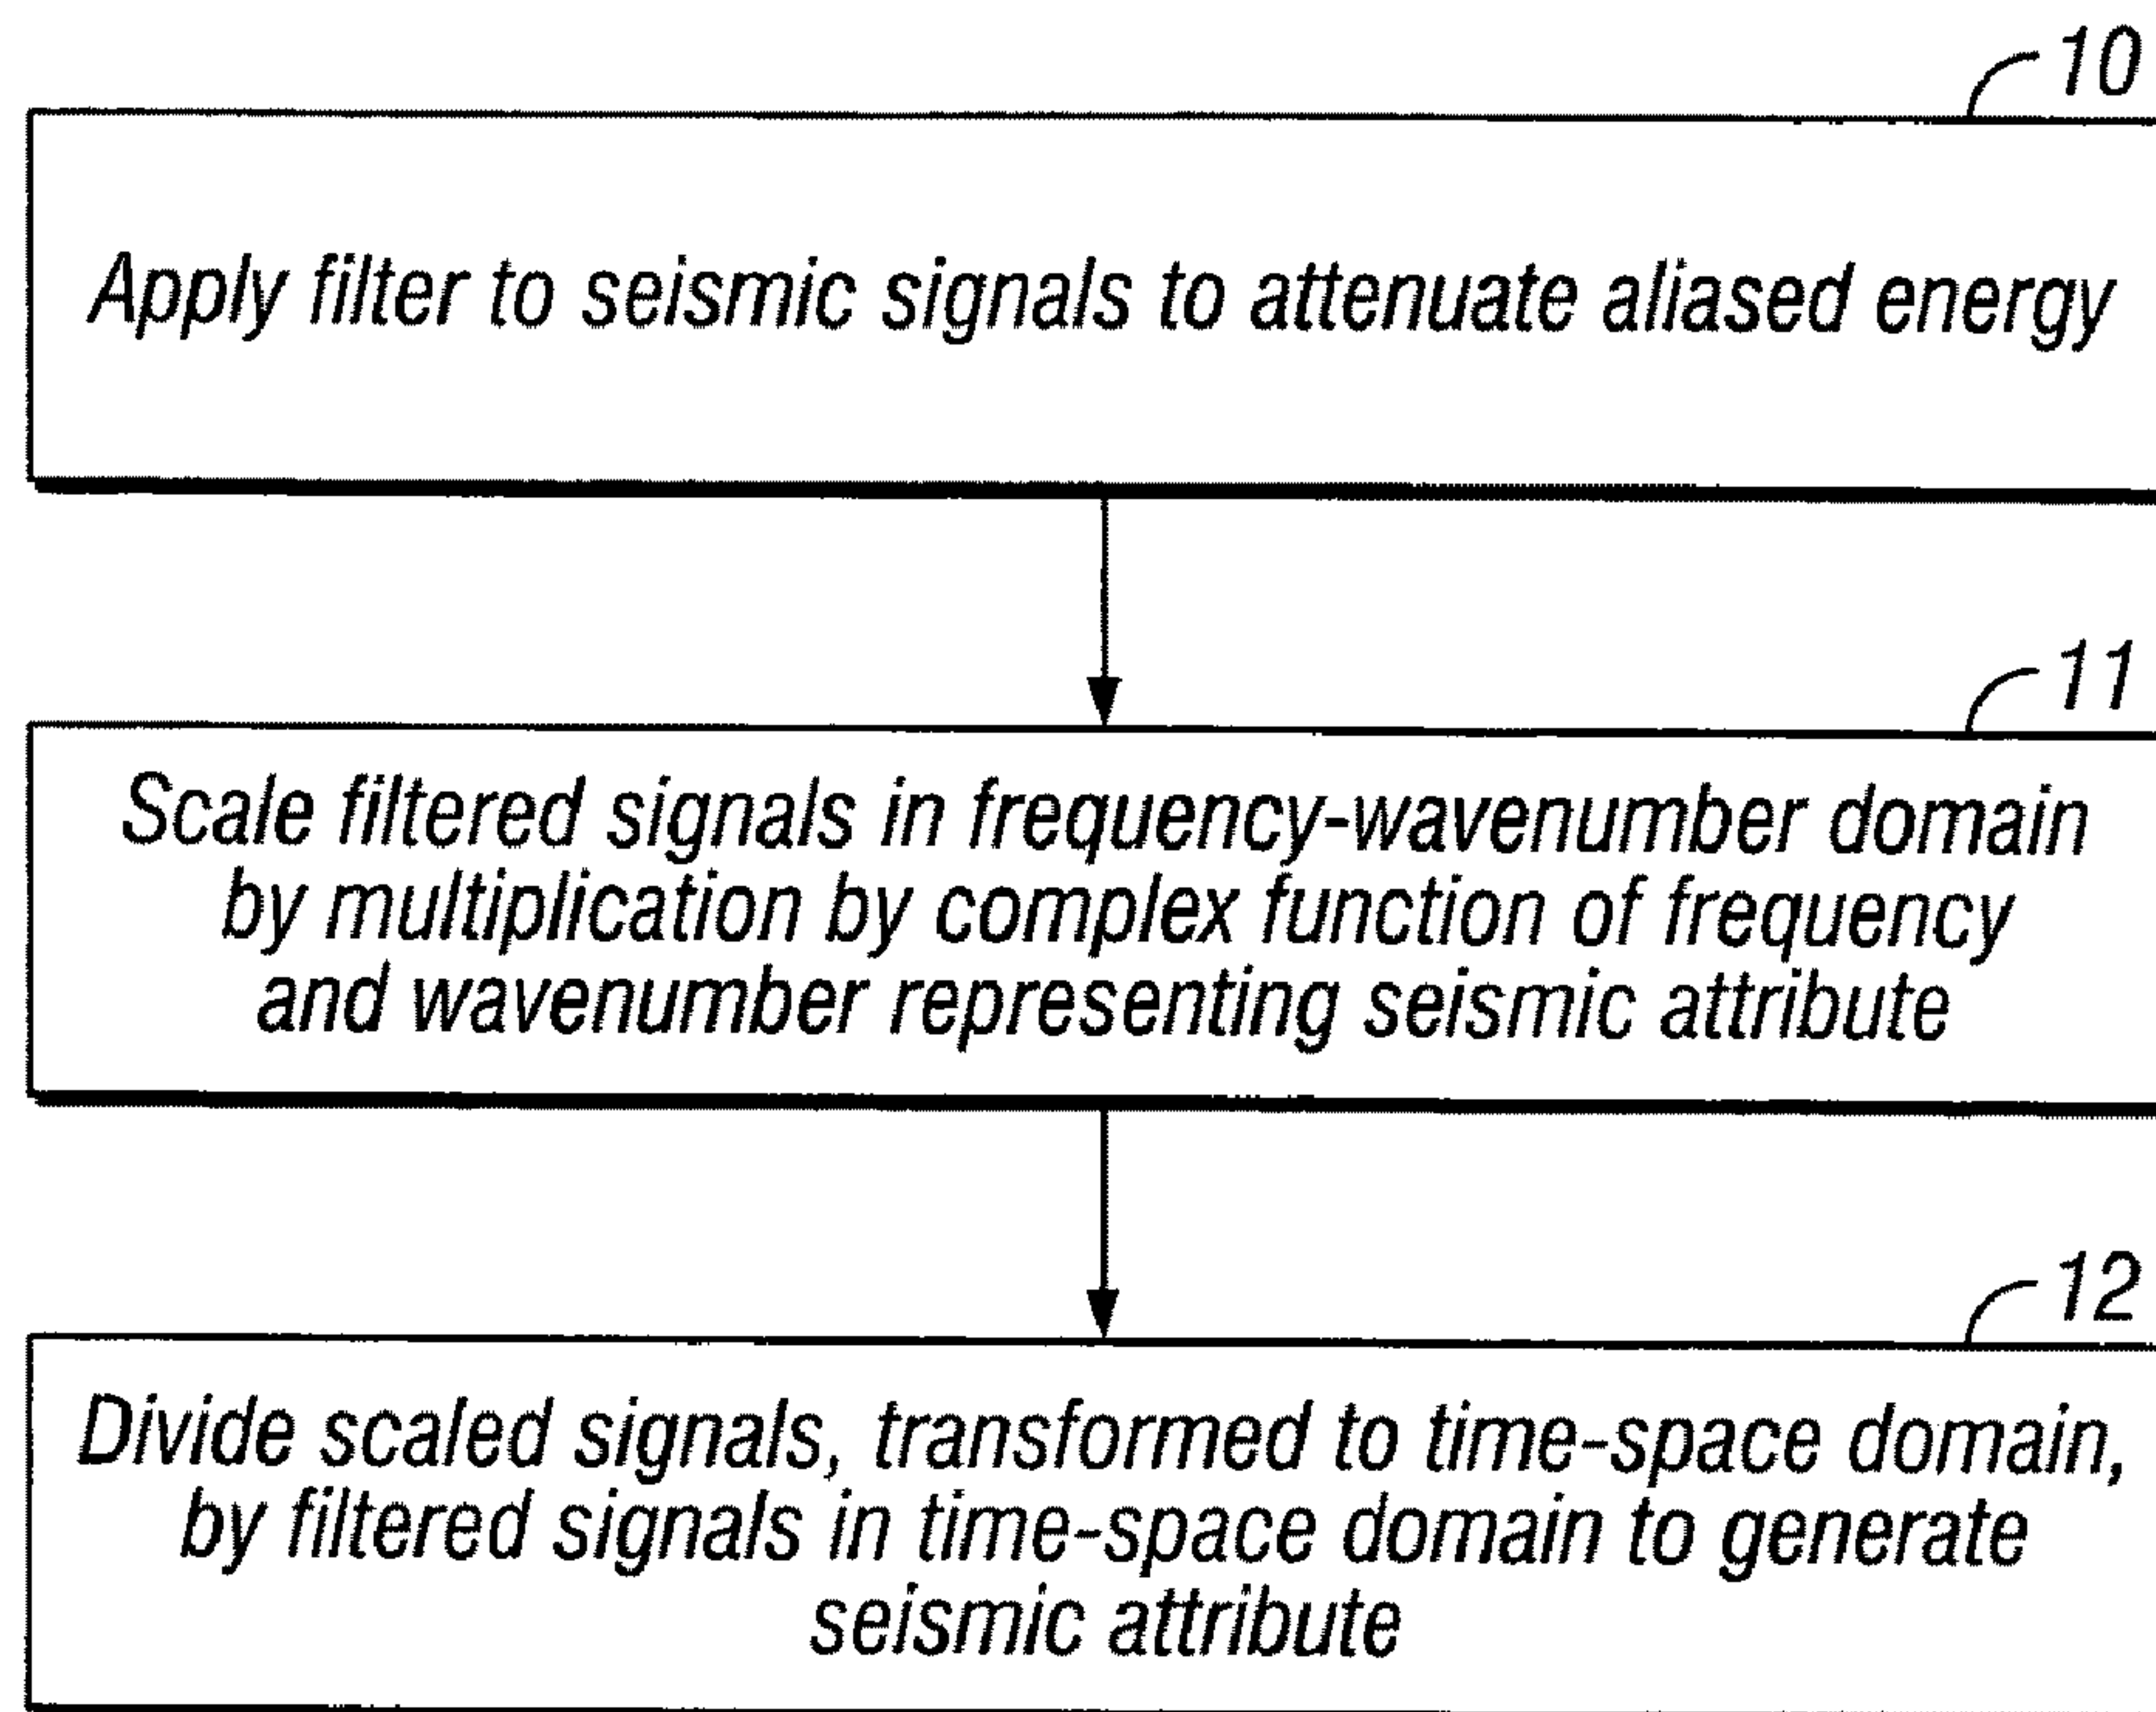 10
Apply filter to seismic signals to attenuate aliased energy
11
Scale filtered signals in frequency-wavenumber domain
by multiplication by complex function of frequency
and wavenumber representing seismic attribute
12
Divide scaled signals, transformed to time-space domain,
by filtered signals in time-space domain to generate
seismic attribute